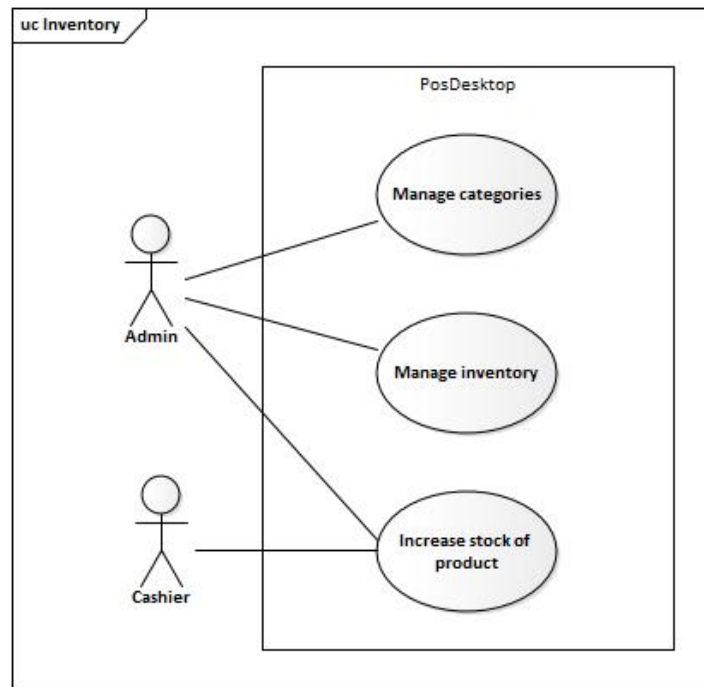 uc Inventory
PosDesktop
Manage categories
Admin
Manage inventory
Increase stock of
product
Cashier